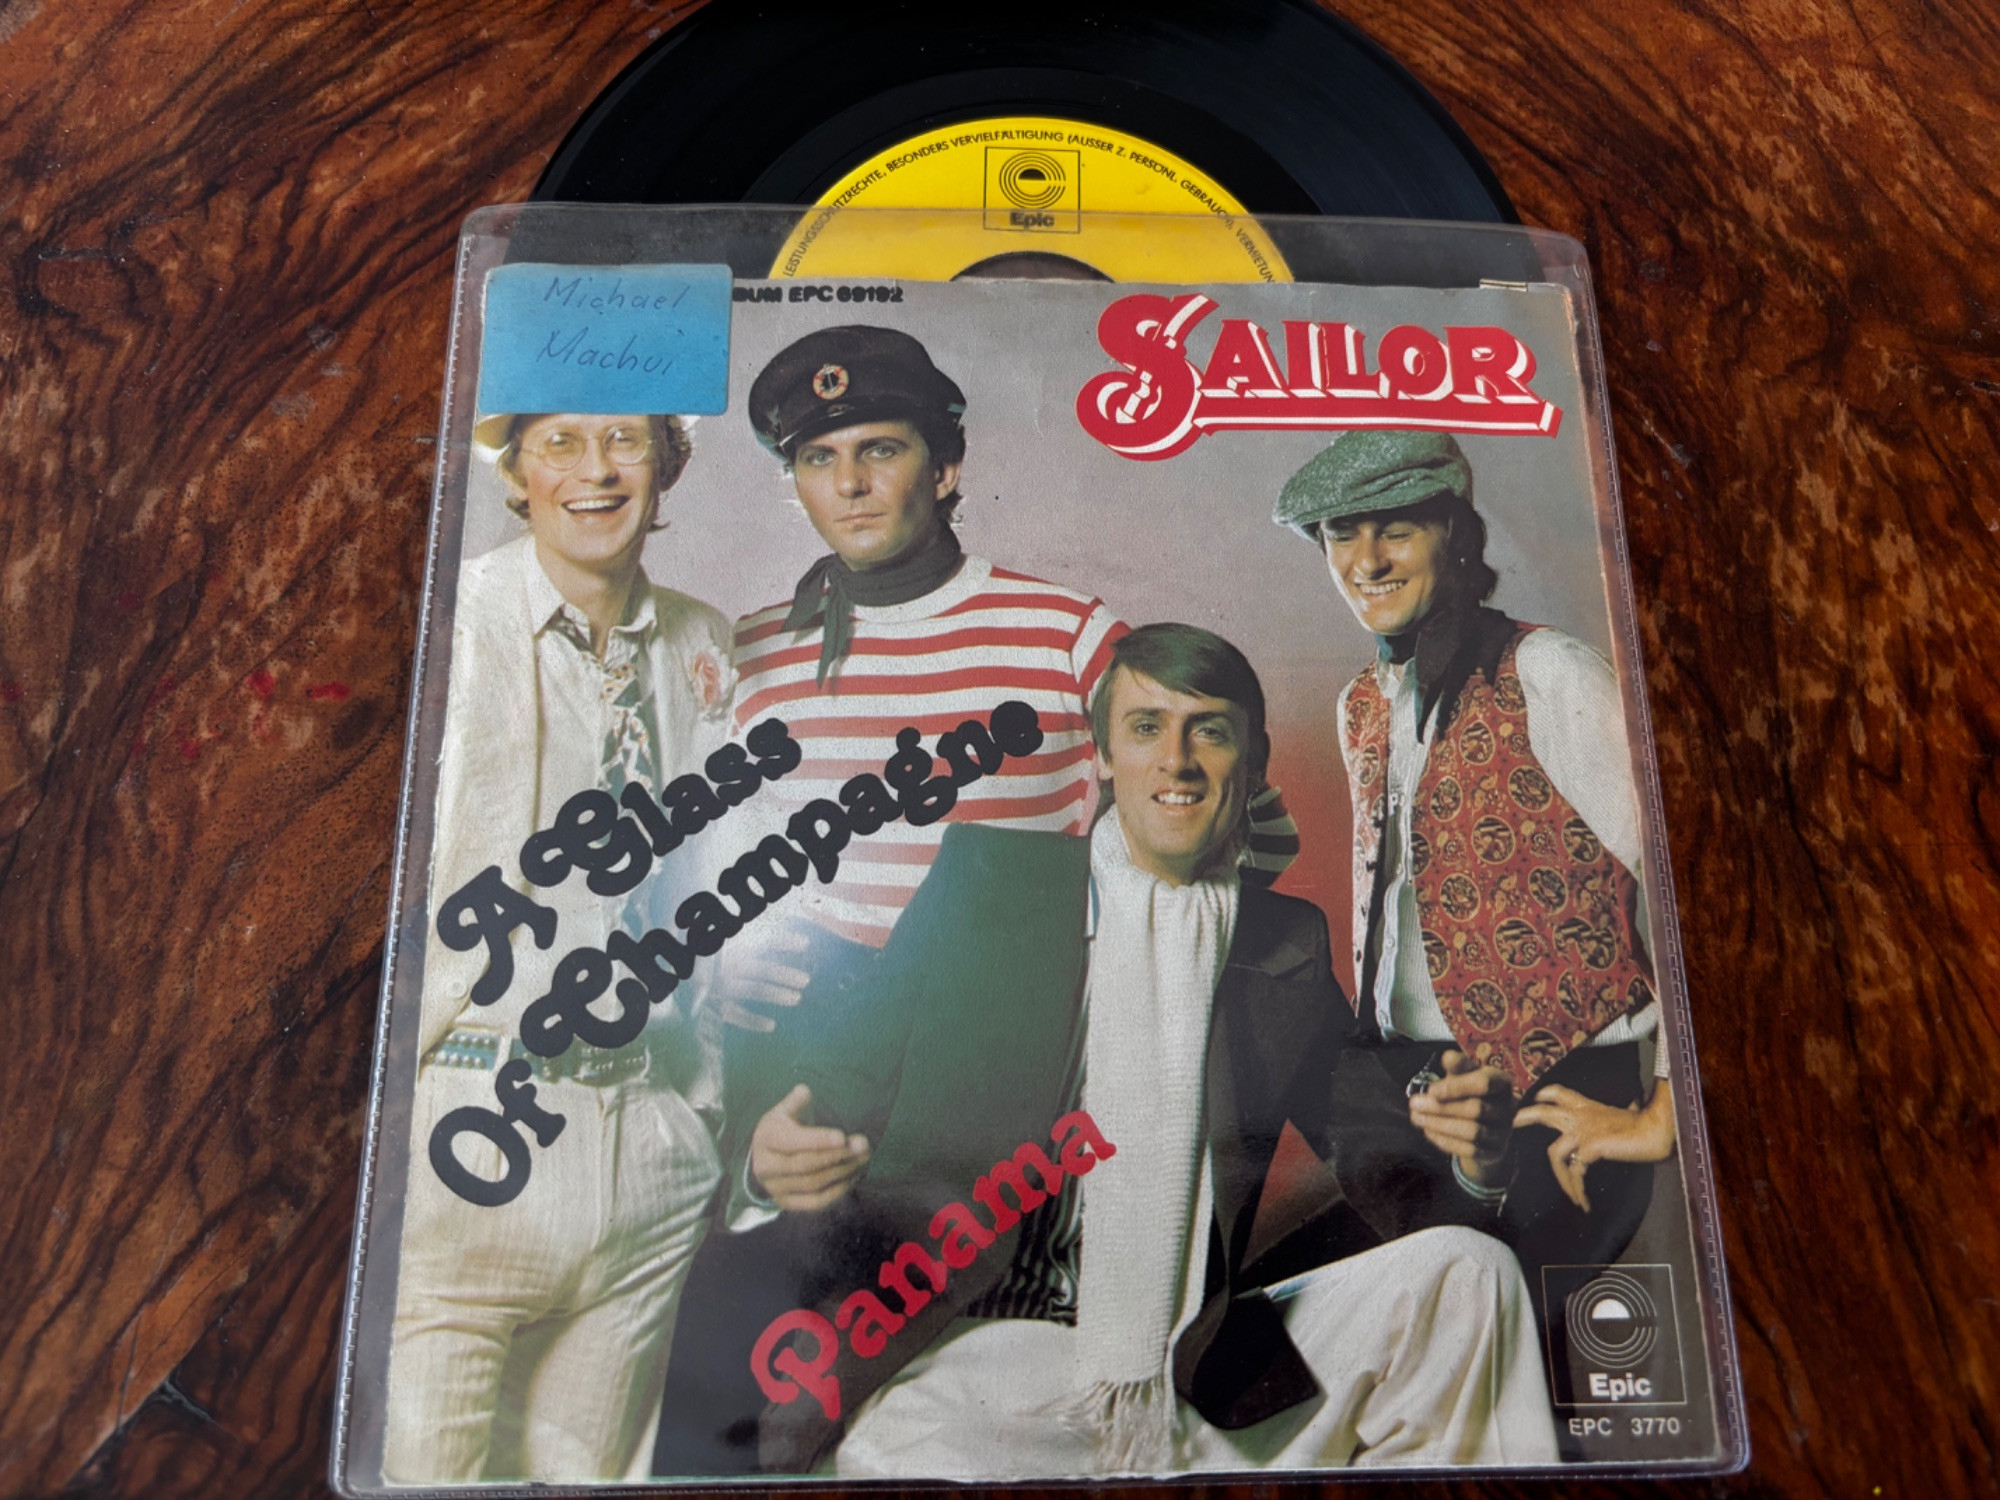 LEISTUNGSSCHUTZRECHTE, BESONDERS VERVIELFÄLTIGUNG (AUSSER Z. PERSÖNL. GEBRAUCH), VERMIETUN
Epic
Michael
Machui
BUM EPC 69192
SAILOR
A Glass
Of Champagne
Panama
Epic
EPC 3770